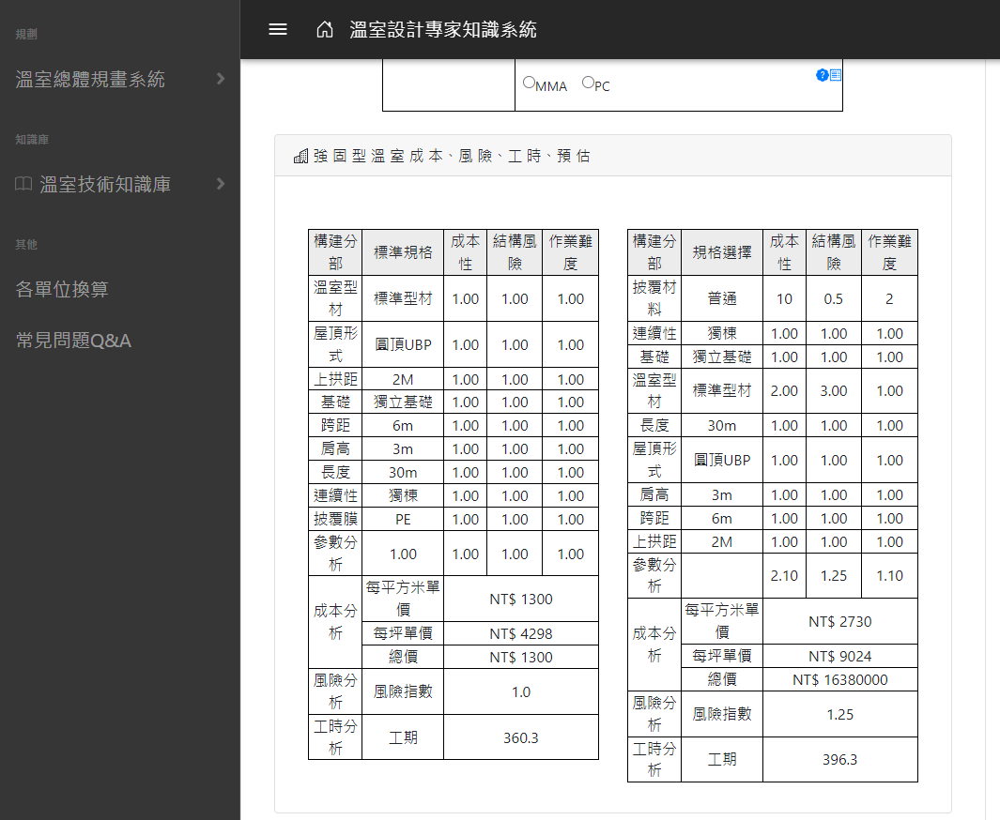 規劃
溫室總體規畫系統
知識庫
溫室技術知識庫
其他
各單位換算
常見問題Q&A
溫室設計專家知識系統
MMA PC
強固型溫室成本、風險、工時、預估
構建分部 標準規格 成本性 結構風險 作業難度
溫室型材 標準型材 1.00 1.00 1.00
屋頂形式 圓頂UBP 1.00 1.00 1.00
上拱距 2M 1.00 1.00 1.00
基礎 獨立基礎 1.00 1.00 1.00
跨距 6m 1.00 1.00 1.00
肩高 3m 1.00 1.00 1.00
長度 30m 1.00 1.00 1.00
連續性 獨棟 1.00 1.00 1.00
披覆膜 PE 1.00 1.00 1.00
參數分析 1.00 1.00 1.00 1.00
成本分析 每平方米單價 NT$ 1300
每坪單價 NT$ 4298
總價 NT$ 1300
風險分析 風險指數 1.0
工時分析 工期 360.3
構建分部 規格選擇 成本性 結構風險 作業難度
披覆材料 普通 10 0.5 2
連續性 獨棟 1.00 1.00 1.00
基礎 獨立基礎 1.00 1.00 1.00
溫室型材 標準型材 2.00 3.00 1.00
長度 30m 1.00 1.00 1.00
屋頂形式 圓頂UBP 1.00 1.00 1.00
肩高 3m 1.00 1.00 1.00
跨距 6m 1.00 1.00 1.00
上拱距 2M 1.00 1.00 1.00
參數分析 2.10 1.25 1.10
成本分析 每平方米單價 NT$ 2730
每坪單價 NT$ 9024
總價 NT$ 16380000
風險分析 風險指數 1.25
工時分析 工期 396.3